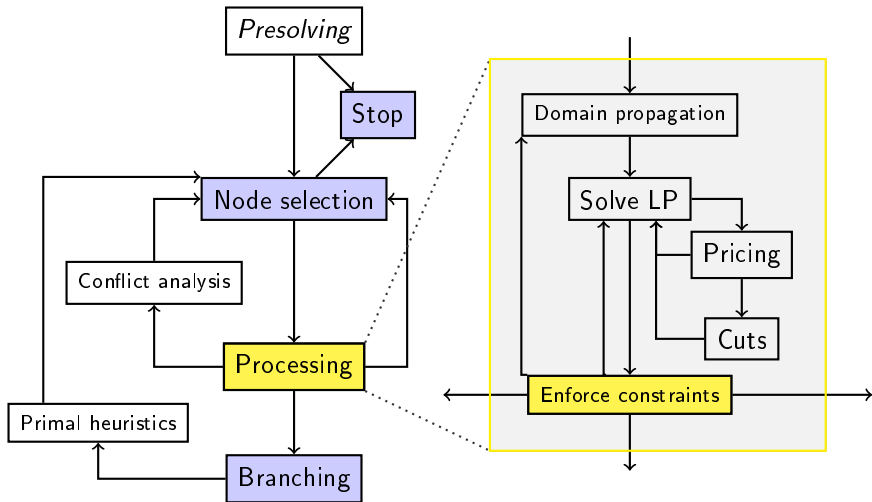 Presolving
Stop
Node selection
Conflict analysis
Processing
Primal heuristics
Branching
Domain propagation
Solve LP
Pricing
Cuts
Enforce constraints